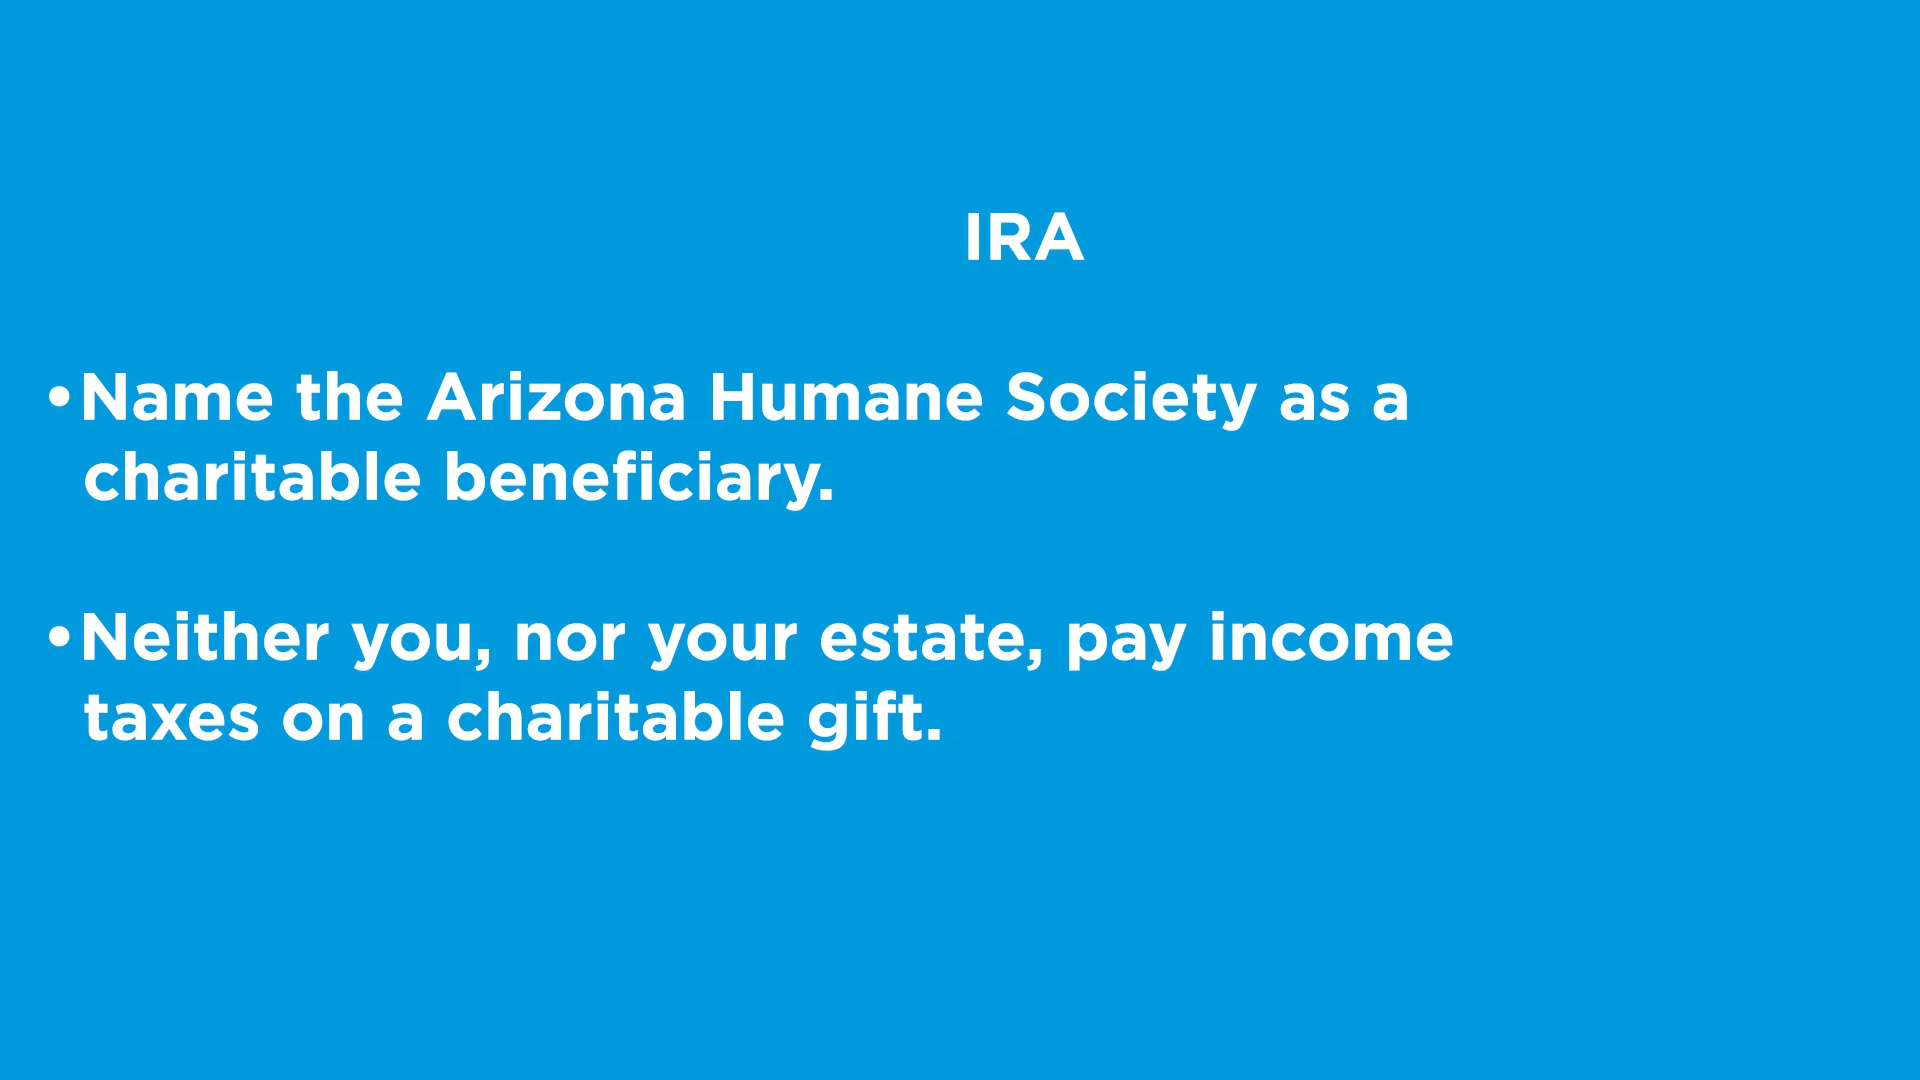 IRA
•Name the Arizona Humane Society as a
charitable beneficiary.
•Neither you, nor your estate, pay income
taxes on a charitable gift.